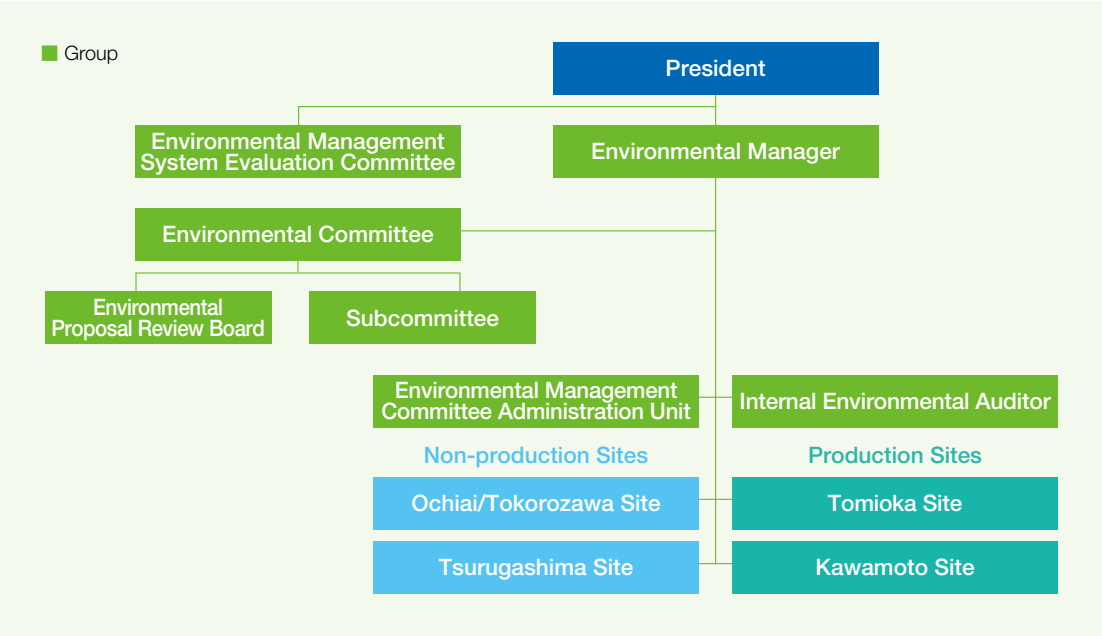 Group
President
Environmental Management
System Evaluation Committee
Environmental Manager
Environmental Committee
Environmental
Proposal Review Board
Subcommittee
Environmental Management
Committee Administration Unit
Internal Environmental Auditor
Non-production Sites
Production Sites
Ochiai/Tokorozawa Site
Tomioka Site
Tsurugashima Site
Kawamoto Site